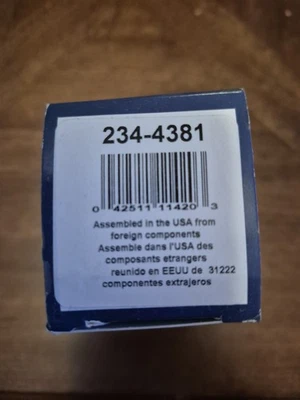 234-4381
0 42511 11420 3
Assembled in the USA from
foreign components
Assemble dans l'USA des
composants etrangers
reunido en EEUU de 31222
componentes extrajeros